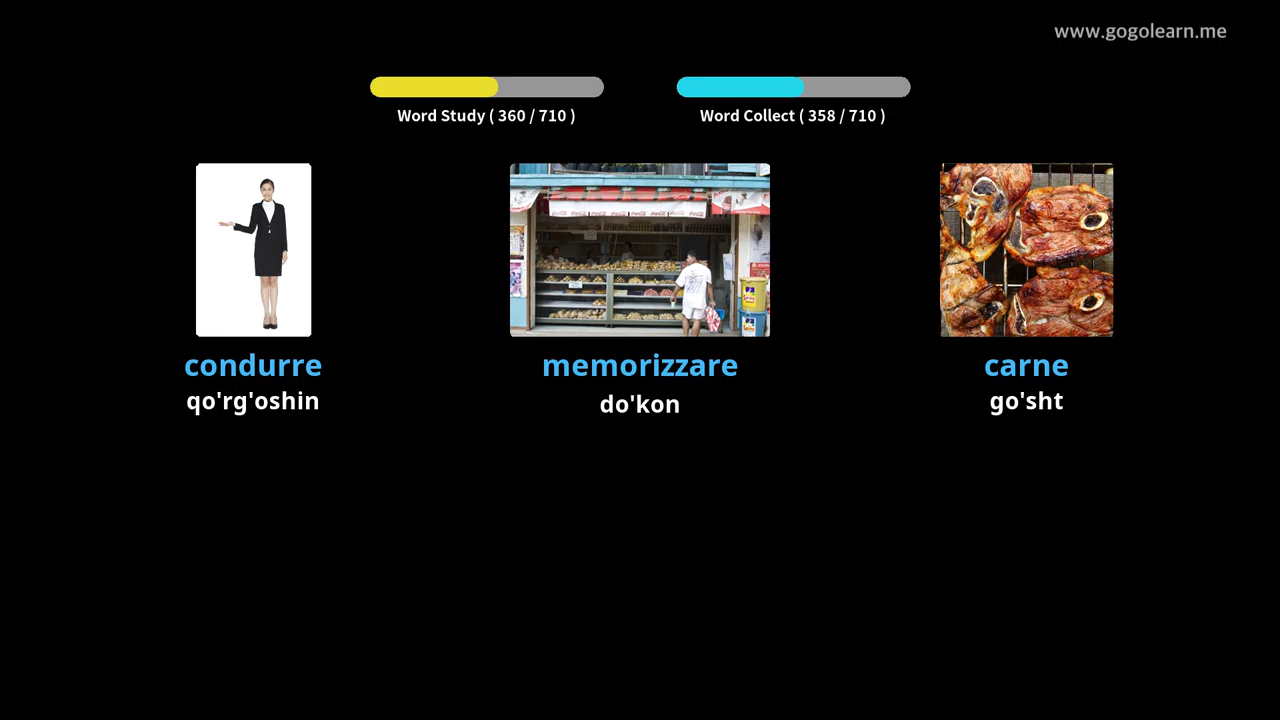 www.gogolearn.me
Word Study ( 360 / 710 )
Word Collect ( 358 / 710 )
condurre
memorizzare
carne
qo'rg'oshin
do'kon
go'sht